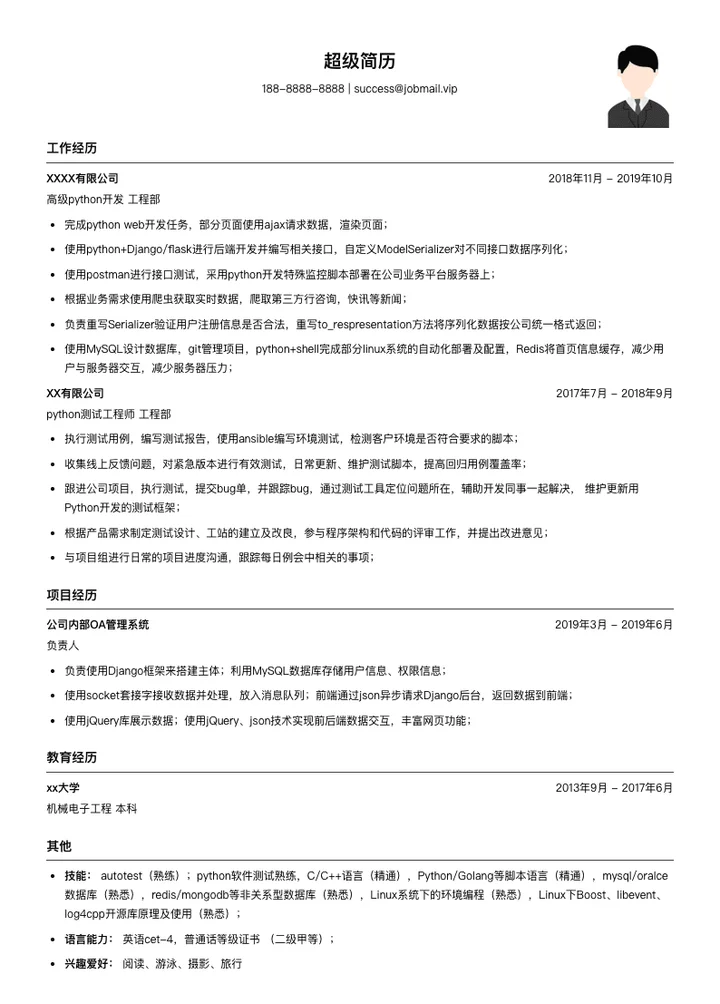 超级简历
188-8888-8888 | success@jobmail.vip
工作经历
XXXX有限公司 2018年11月 – 2019年10月
高级python开发 工程部
• 完成python web开发任务，部分页面使用ajax请求数据，渲染页面；
• 使用python+Django/flask进行后端开发并编写相关接口，自定义ModelSerializer对不同接口数据序列化；
• 使用postman进行接口测试，采用python开发特殊监控脚本部署在公司业务平台服务器上；
• 根据业务需求使用爬虫获取实时数据，爬取第三方行咨询，快讯等新闻；
• 负责重写Serializer验证用户注册信息是否合法，重写to_respresentation方法将序列化数据按公司统一格式返回；
• 使用MySQL设计数据库，git管理项目，python+shell完成部分linux系统的自动化部署及配置，Redis将首页信息缓存，减少用
户与服务器交互，减少服务器压力；
XX有限公司 2017年7月 – 2018年9月
python测试工程师 工程部
• 执行测试用例，编写测试报告，使用ansible编写环境测试，检测客户环境是否符合要求的脚本；
• 收集线上反馈问题，对紧急版本进行有效测试，日常更新、维护测试脚本，提高回归用例覆盖率；
• 跟进公司项目，执行测试，提交bug单，并跟踪bug，通过测试工具定位问题所在，辅助开发同事一起解决， 维护更新用
Python开发的测试框架；
• 根据产品需求制定测试设计、工站的建立及改良，参与程序架构和代码的评审工作，并提出改进意见；
• 与项目组进行日常的项目进度沟通，跟踪每日例会中相关的事项；
项目经历
公司内部OA管理系统 2019年3月 – 2019年6月
负责人
• 负责使用Django框架来搭建主体；利用MySQL数据库存储用户信息、权限信息；
• 使用socket套接字接收数据并处理，放入消息队列；前端通过json异步请求Django后台，返回数据到前端；
• 使用jQuery库展示数据；使用jQuery、json技术实现前后端数据交互，丰富网页功能；
教育经历
xx大学 2013年9月 – 2017年6月
机械电子工程 本科
其他
• 技能： autotest（熟练）；python软件测试熟练，C/C++语言（精通），Python/Golang等脚本语言（精通），mysql/oralce
数据库（熟悉），redis/mongodb等非关系型数据库（熟悉），Linux系统下的环境编程（熟悉），Linux下Boost、libevent、
log4cpp开源库原理及使用（熟悉）；
• 语言能力： 英语cet-4，普通话等级证书 （二级甲等）；
• 兴趣爱好： 阅读、游泳、摄影、旅行